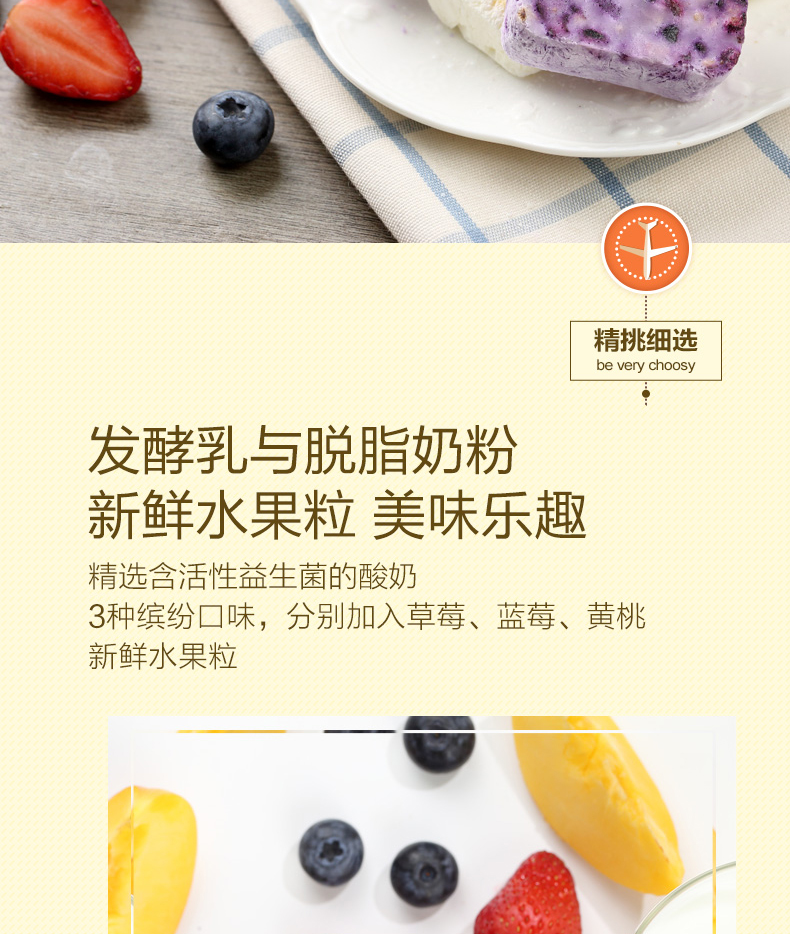 精挑细选
be very choosy
发酵乳与脱脂奶粉
新鲜水果粒 美味乐趣
精选含活性益生菌的酸奶
3种缤纷口味，分别加入草莓、蓝莓、黄桃
新鲜水果粒